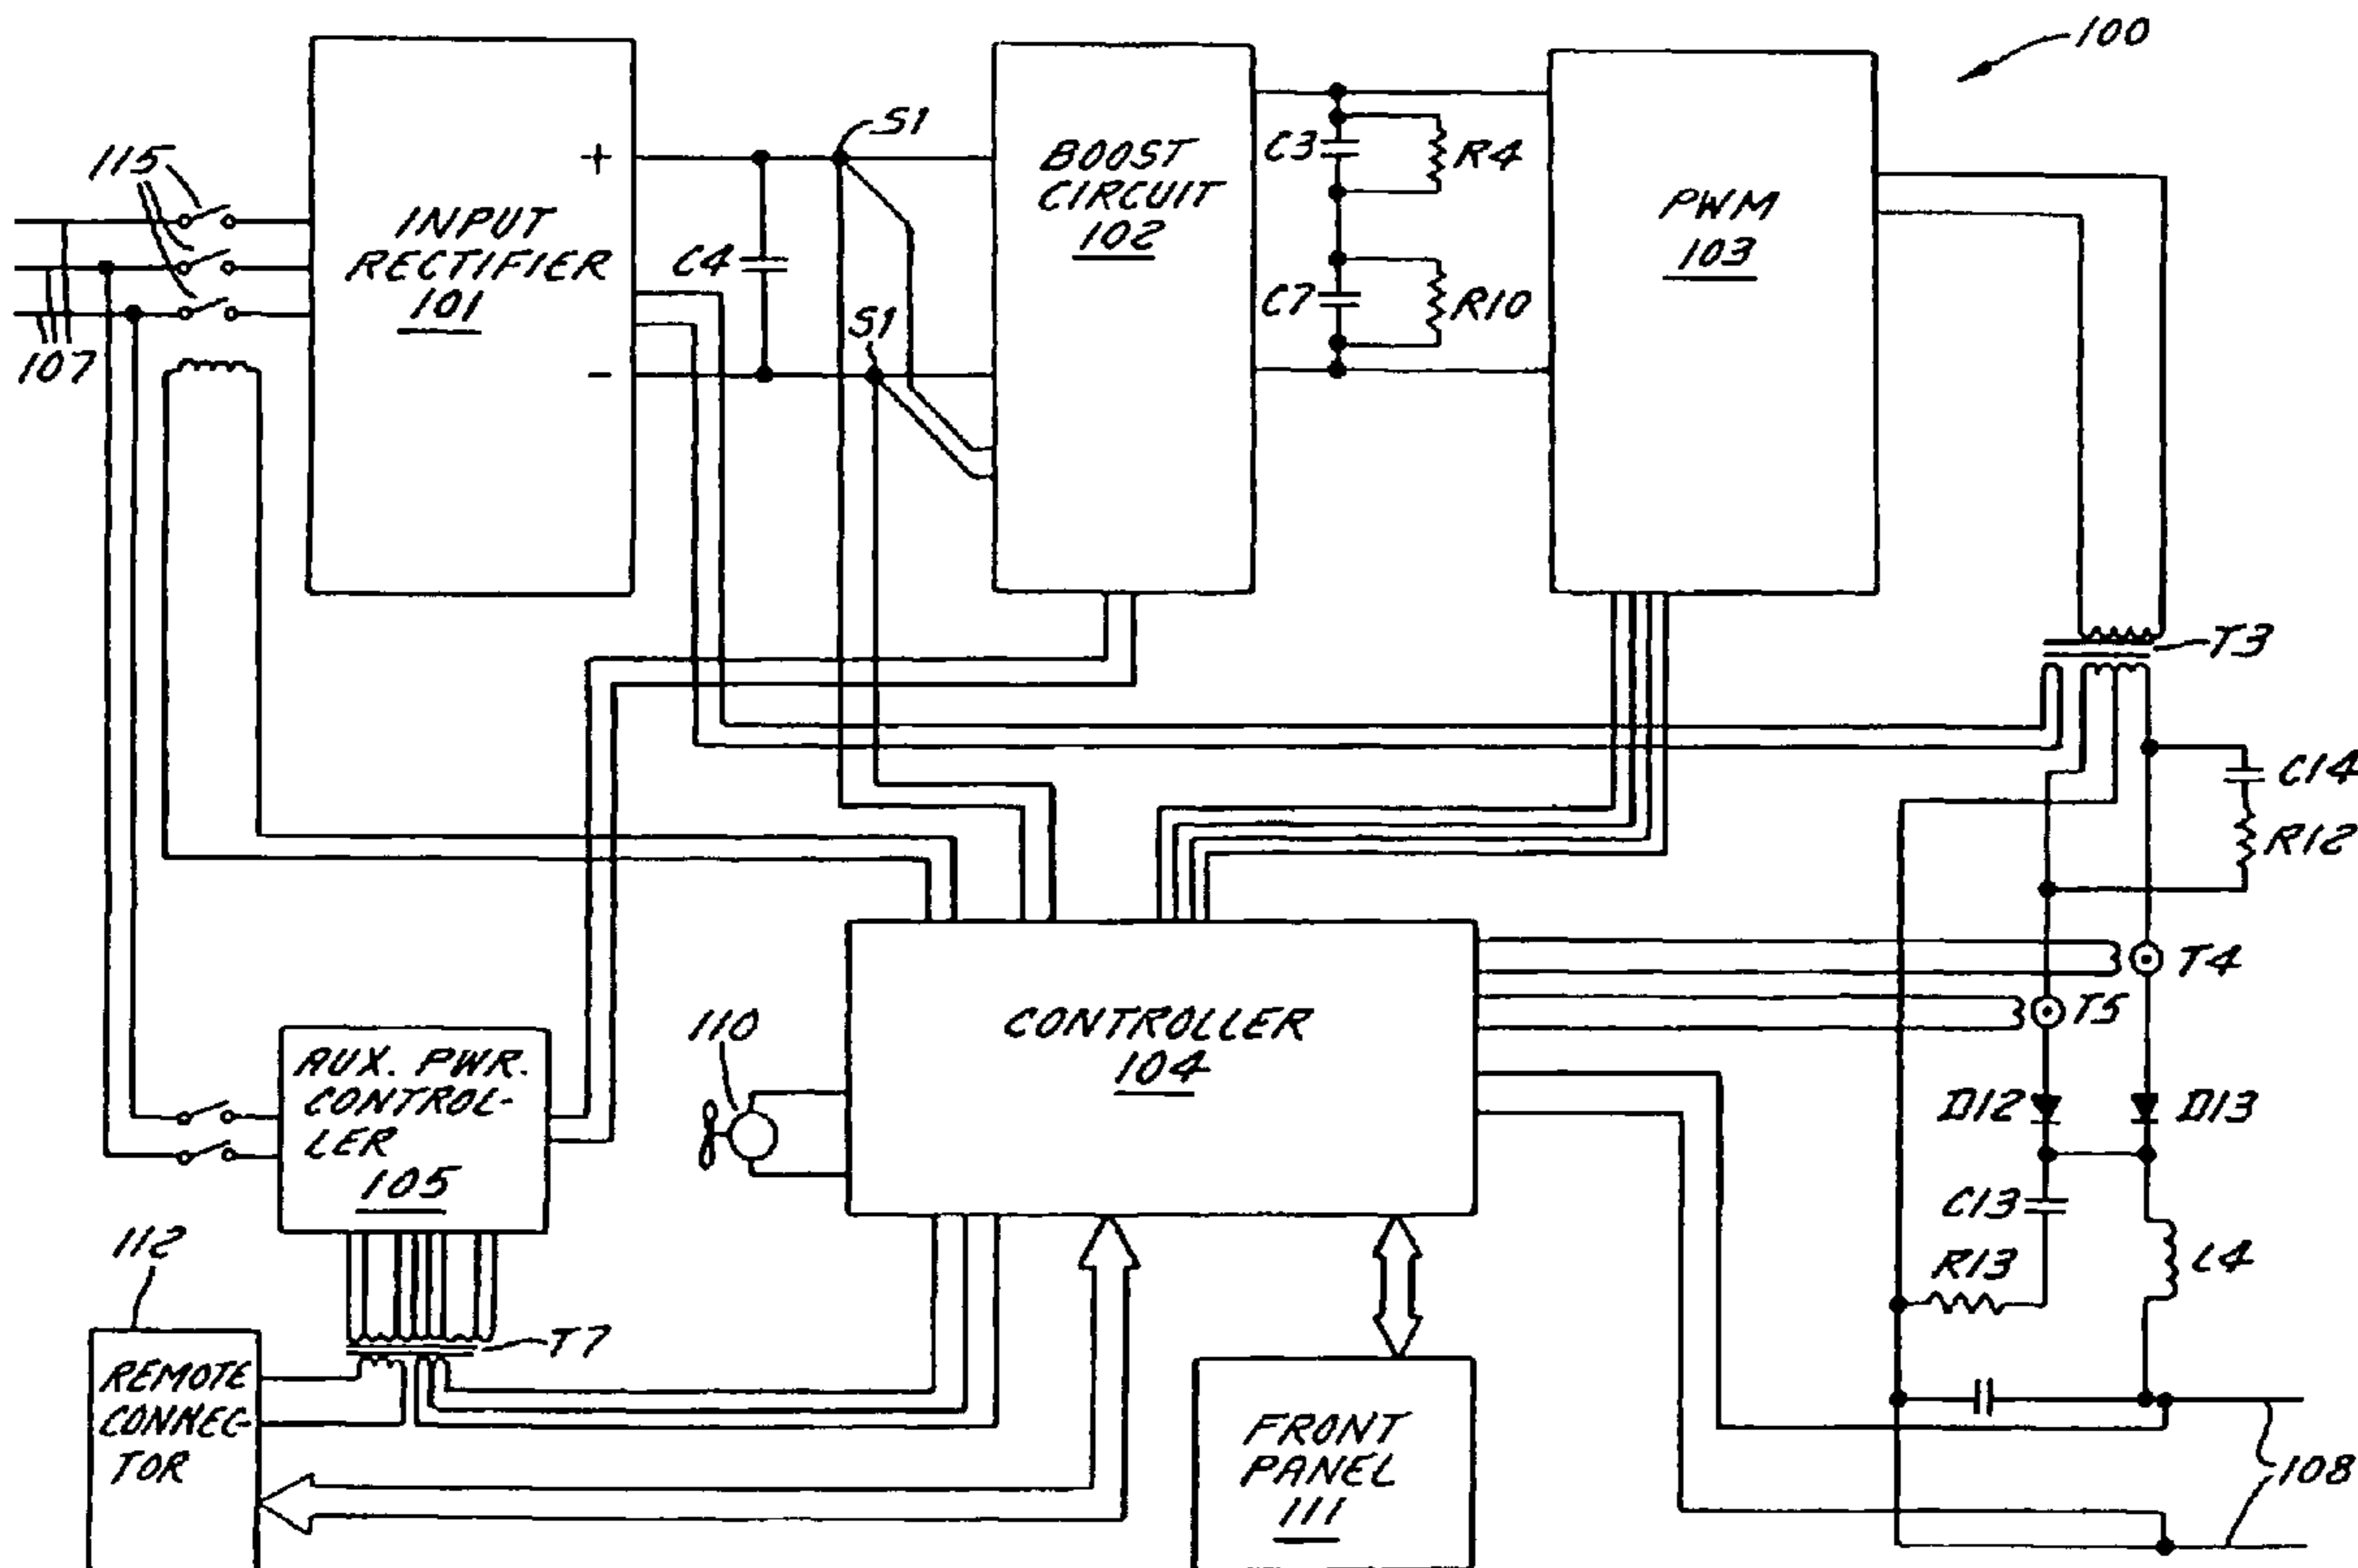 100
S1
115
+
BOOST
CIRCUIT
102
C3
R4
PWM
103
INPUT
RECTIFIER
101
C4
C7
R10
S1
-
107
T3
C14
R12
T4
T5
110
CONTROLLER
104
AUX. PWR.
CONTROL-
LER
105
D12
D13
C13
L4
R13
112
T7
REMOTE
CONNEC-
TOR
FRONT
PANEL
111
108